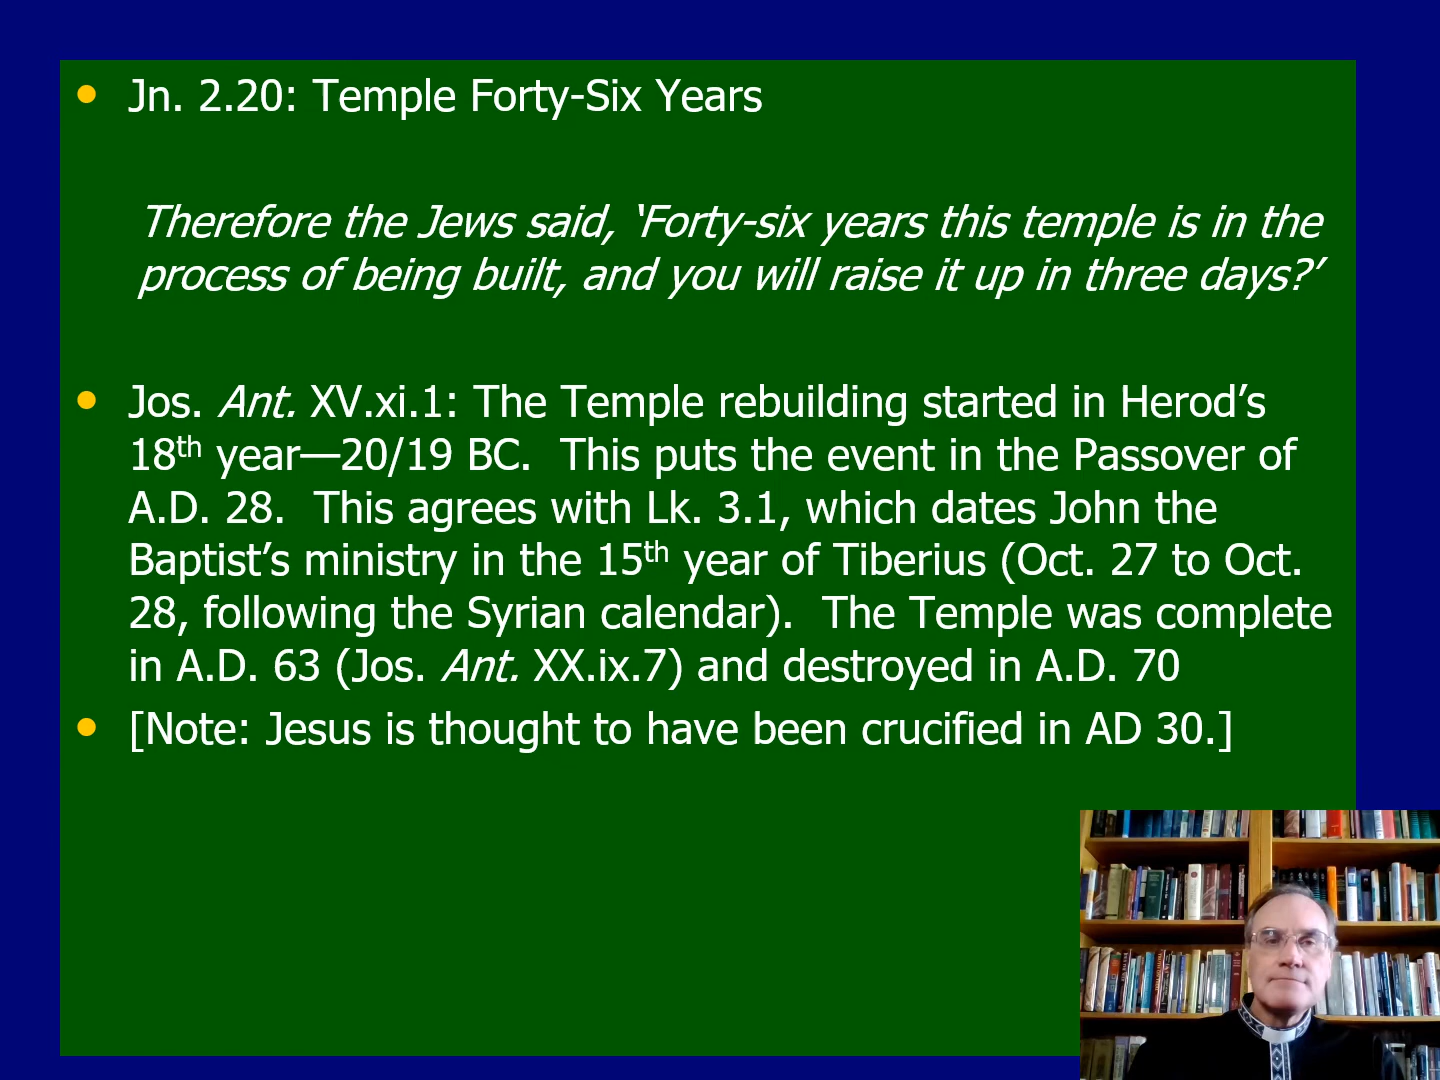 Jn. 2.20: Temple Forty-Six Years
Therefore the Jews said, ‘Forty-six years this temple is in the
process of being built, and you will raise it up in three days?’
Jos. Ant. XV.xi.1: The Temple rebuilding started in Herod’s
18th year—20/19 BC.  This puts the event in the Passover of
A.D. 28.  This agrees with Lk. 3.1, which dates John the
Baptist’s ministry in the 15th year of Tiberius (Oct. 27 to Oct.
28, following the Syrian calendar).  The Temple was complete
in A.D. 63 (Jos. Ant. XX.ix.7) and destroyed in A.D. 70
[Note: Jesus is thought to have been crucified in AD 30.]